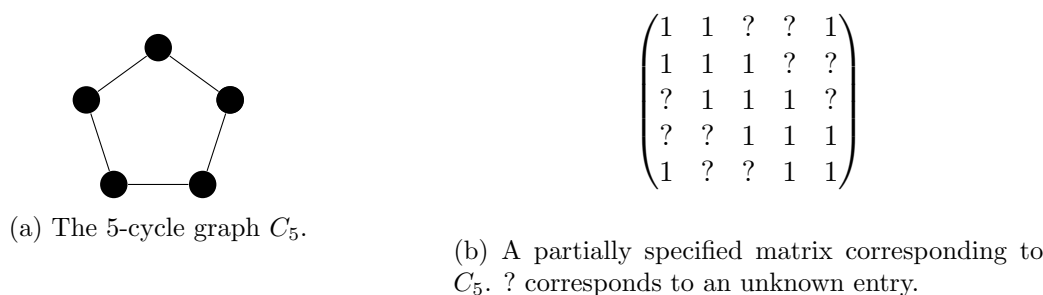 1 1 ? ? 1
1 1 1 ? ?
? 1 1 1 ?
? ? 1 1 1
1 ? ? 1 1
(a) The 5-cycle graph C₅.
(b) A partially specified matrix corresponding to
C₅. ? corresponds to an unknown entry.